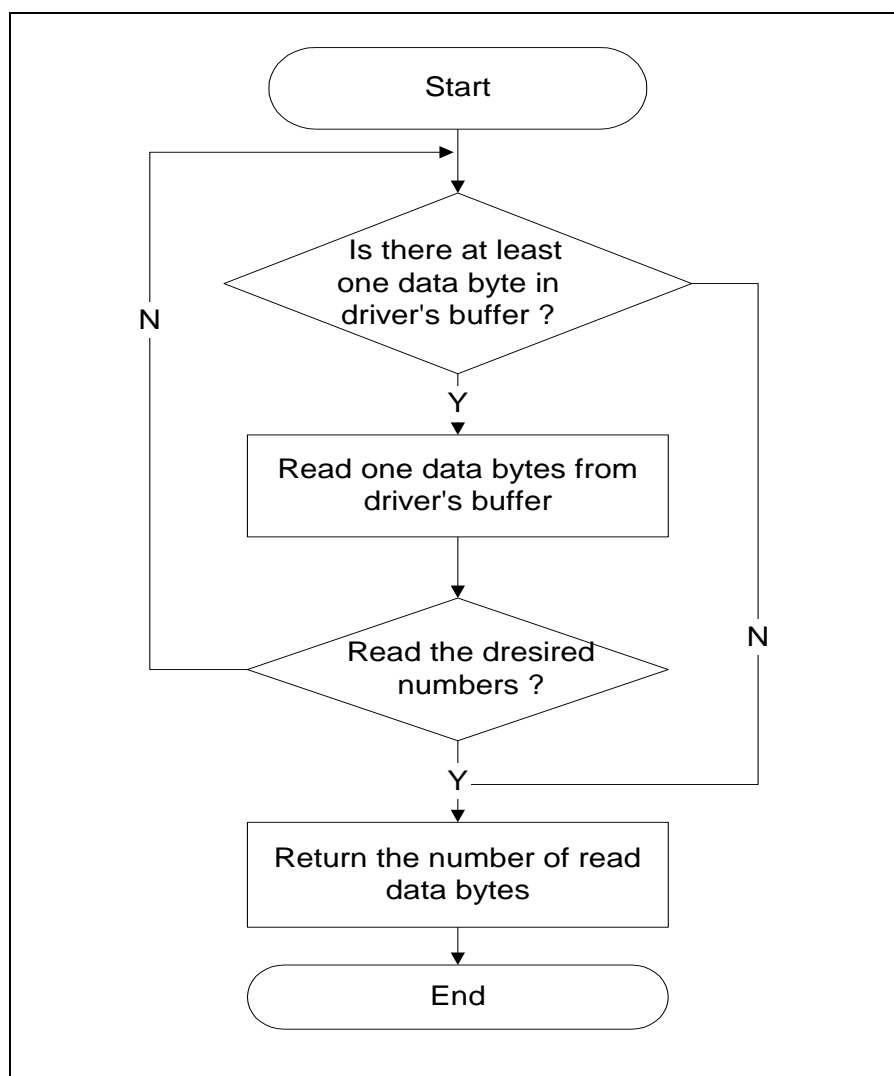 Start
Is there at least
one data byte in
driver's buffer ?
N
Y
Read one data bytes from
driver's buffer
N
Read the dresired
numbers ?
Y
Return the number of read
data bytes
End